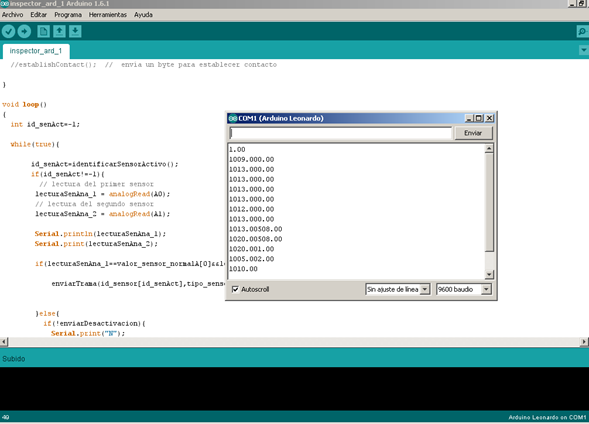 inspector_ard_1 Arduino 1.6.1
Archivo Editar Programa Herramientas Ayuda
inspector_ard_1
//establishContact(); // envia un byte para establecer contacto
}
void loop()
{
int id_senAct=-1;
while(true){
id_senAct=identificarSensorActivo();
if(id_senAct!=-1){
// lectura del primer sensor
lecturaSenAna_1 = analogRead(A0);
// lectura del segundo sensor
lecturaSenAna_2 = analogRead(A1);
Serial.println(lecturaSenAna_1);
Serial.print(lecturaSenAna_2);
if(lecturaSenAna_1==valor_sensor_normalA[0]&&l
enviarTrama(id_sensor[id_senAct],tipo_sens
}else{
if(!enviarDesactivacion){
Serial.print("N");
COM1 (Arduino Leonardo)
Enviar
1.00
1009.000.00
1013.000.00
1013.000.00
1013.000.00
1013.000.00
1012.000.00
1013.000.00
1013.00508.00
1020.00508.00
1020.001.00
1005.002.00
1010.00
Autoscroll
Sin ajuste de línea
9600 baudio
Subido
49
Arduino Leonardo on COM1